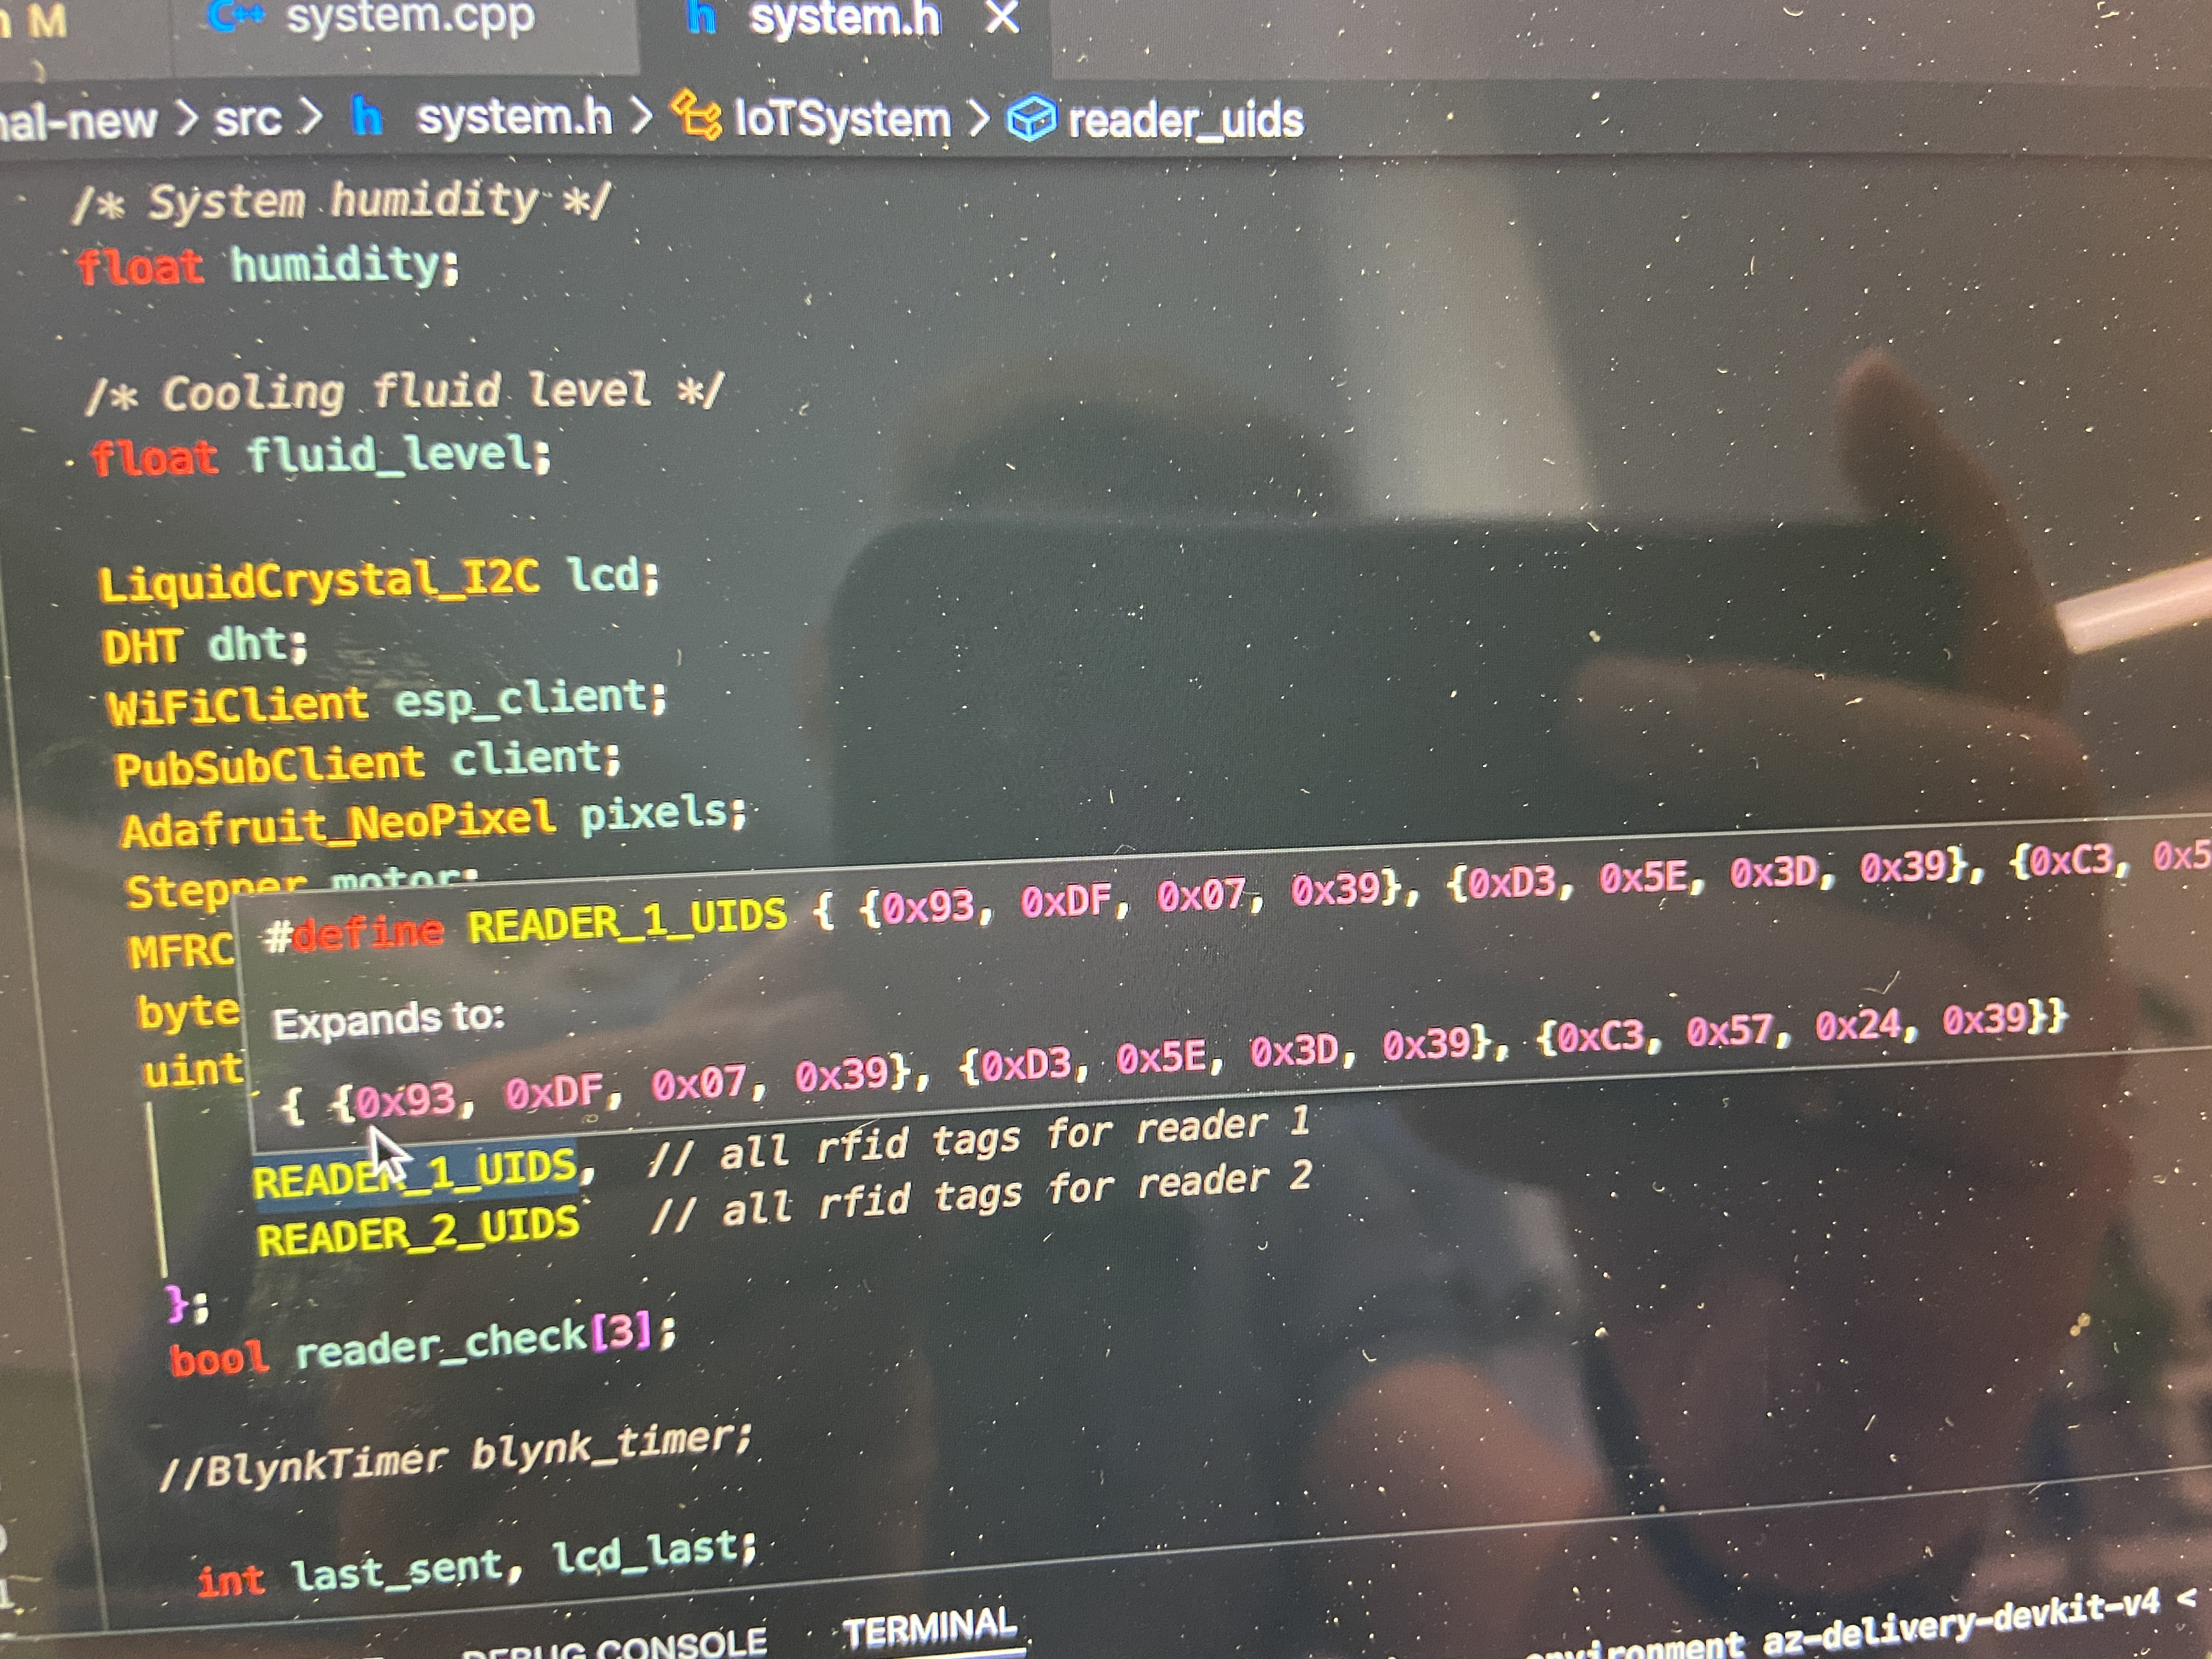 M system.cpp system.h
al-new > src > system.h > IoTSystem > reader_uids
/* System humidity */
float humidity;
/* Cooling fluid level */
float fluid_level;
LiquidCrystal_I2C lcd;
DHT dht;
WiFiClient esp_client;
PubSubClient client;
Adafruit_NeoPixel pixels;
Stepper motor;
MFRC
byte
uint
#define READER_1_UIDS { {0x93, 0xDF, 0x07, 0x39}, {0xD3, 0x5E, 0x3D, 0x39}, {0xC3, 0x5
Expands to:
{ {0x93, 0xDF, 0x07, 0x39}, {0xD3, 0x5E, 0x3D, 0x39}, {0xC3, 0x57, 0x24, 0x39}}
READER_1_UIDS, // all rfid tags for reader 1
READER_2_UIDS // all rfid tags for reader 2
};
bool reader_check[3];
//BlynkTimer blynk_timer;
int last_sent, lcd_last;
DEBUG CONSOLE TERMINAL
nvironment az-delivery-devkit-v4 <